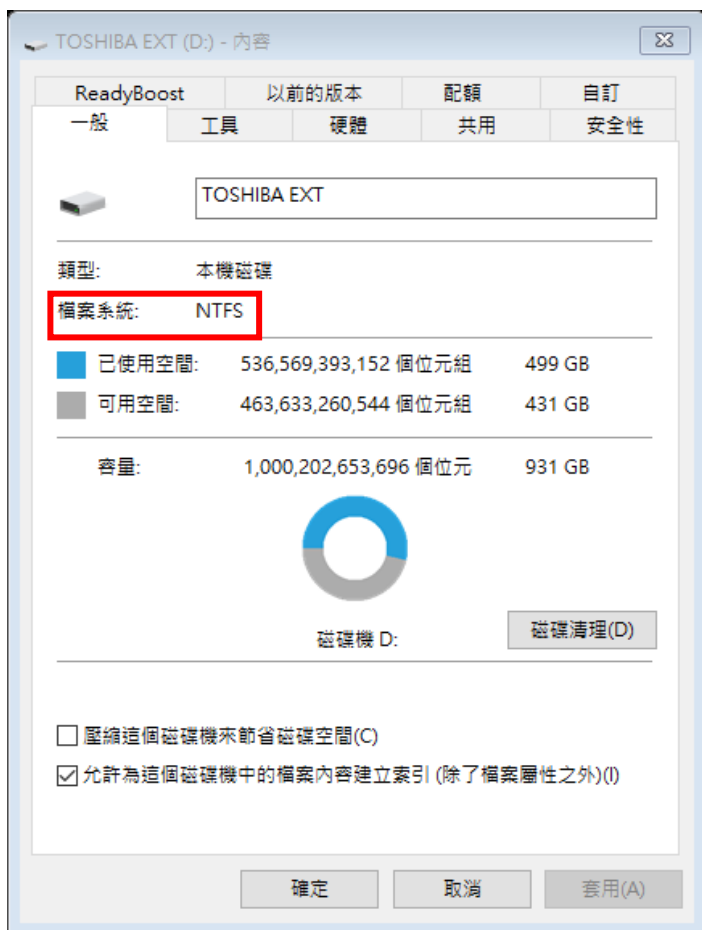 TOSHIBA EXT (D:) - 內容
ReadyBoost 以前的版本 配額 自訂
一般 工具 硬體 共用 安全性
TOSHIBA EXT
類型: 本機磁碟
檔案系統: NTFS
已使用空間: 536,569,393,152 個位元組 499 GB
可用空間: 463,633,260,544 個位元組 431 GB
容量: 1,000,202,653,696 個位元 931 GB
磁碟機 D:
磁碟清理(D)
壓縮這個磁碟機來節省磁碟空間(C)
允許為這個磁碟機中的檔案內容建立索引 (除了檔案屬性之外)(I)
確定 取消 套用(A)